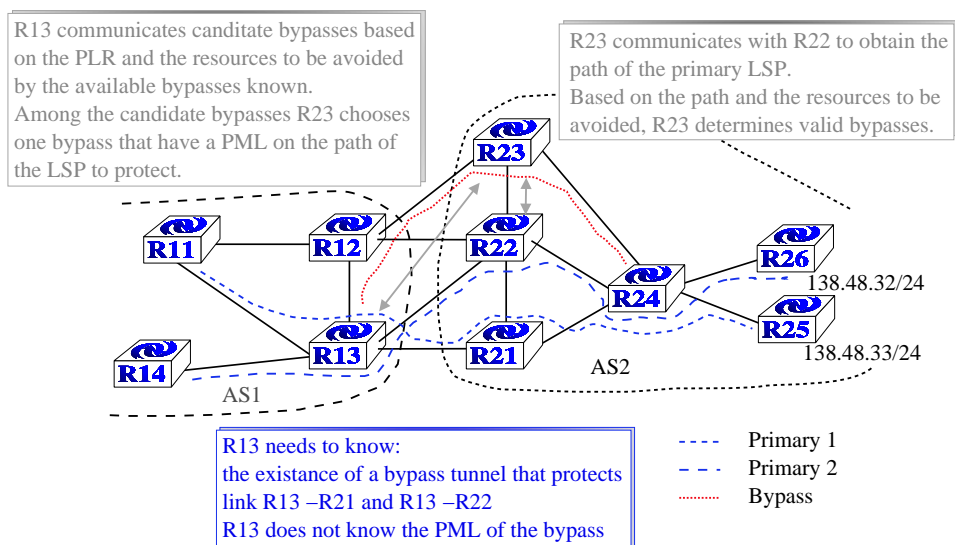 R13 communicates canditate bypasses based
on the PLR and the resources to be avoided
by the available bypasses known.
Among the candidate bypasses R23 chooses
one bypass that have a PML on the path of
the LSP to protect.
R23 communicates with R22 to obtain the
path of the primary LSP.
Based on the path and the resources to be
avoided, R23 determines valid bypasses.
R23
R11
R12
R22
R26
138.48.32/24
R24
R25
138.48.33/24
R14
R13
R21
AS1
AS2
R13 needs to know:
the existance of a bypass tunnel that protects
link R13 –R21 and R13 –R22
R13 does not know the PML of the bypass
Primary 1
Primary 2
Bypass